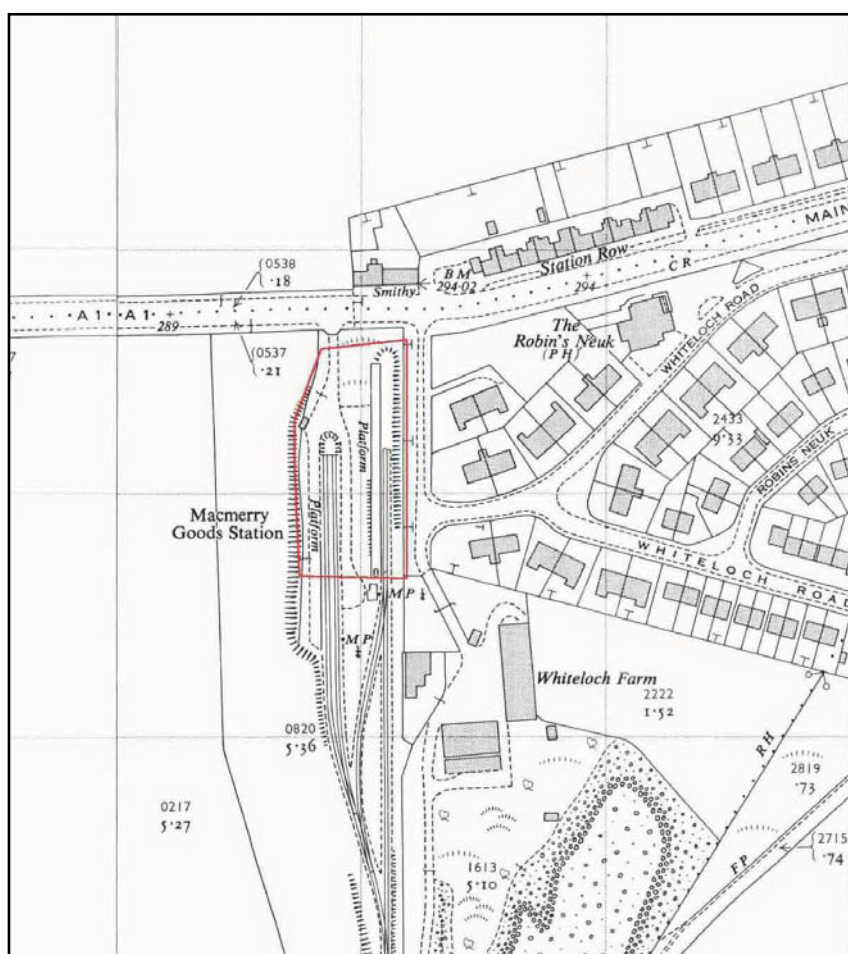 MAIN
Station Row
CR
294
BM
294·02
Smithy
0538
·18
A 1
A 1
289
0537
·21
The
Robin's Neuk
(PH)
WHITELOCH ROAD
2433
9·33
ROBINS NEUK
Platform
Platform
Macmerry
Goods Station
WHITELOCH ROAD
MP
MP
Whiteloch Farm
2222
1·52
0820
5·36
RH
2819
·73
0217
5·27
2715
·74
FP
1613
5·10